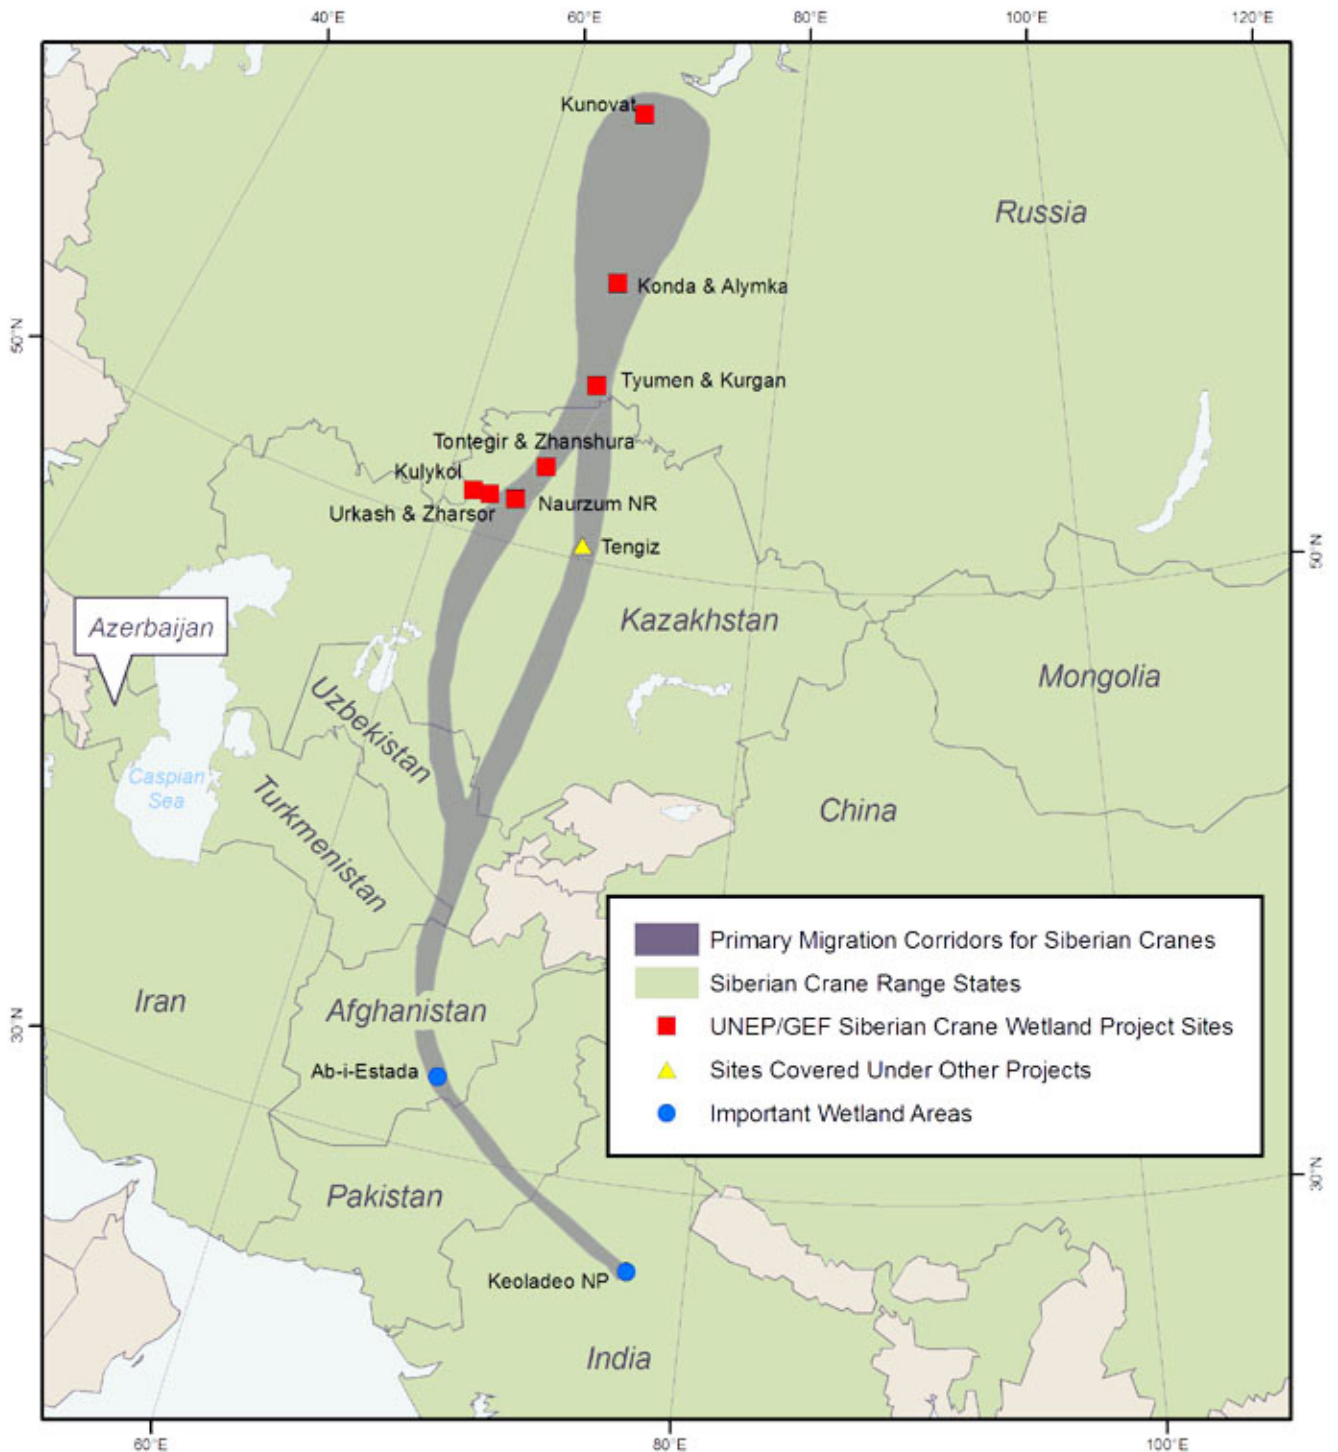 40°E
60°E
80°E
100°E
120°E
Kunovat
Russia
Konda & Alymka
50°N
Tyumen & Kurgan
Tontegir & Zhanshura
Kulykol
Urkash & Zharsor
Naurzum NR
Tengiz
50°N
Kazakhstan
Azerbaijan
Mongolia
Uzbekistan
Caspian
Sea
Turkmenistan
China
Primary Migration Corridors for Siberian Cranes
Siberian Crane Range States
Iran
Afghanistan
UNEP/GEF Siberian Crane Wetland Project Sites
30°N
Ab-i-Estada
Sites Covered Under Other Projects
Important Wetland Areas
30°N
Pakistan
Keoladeo NP
India
60°E
80°E
100°E